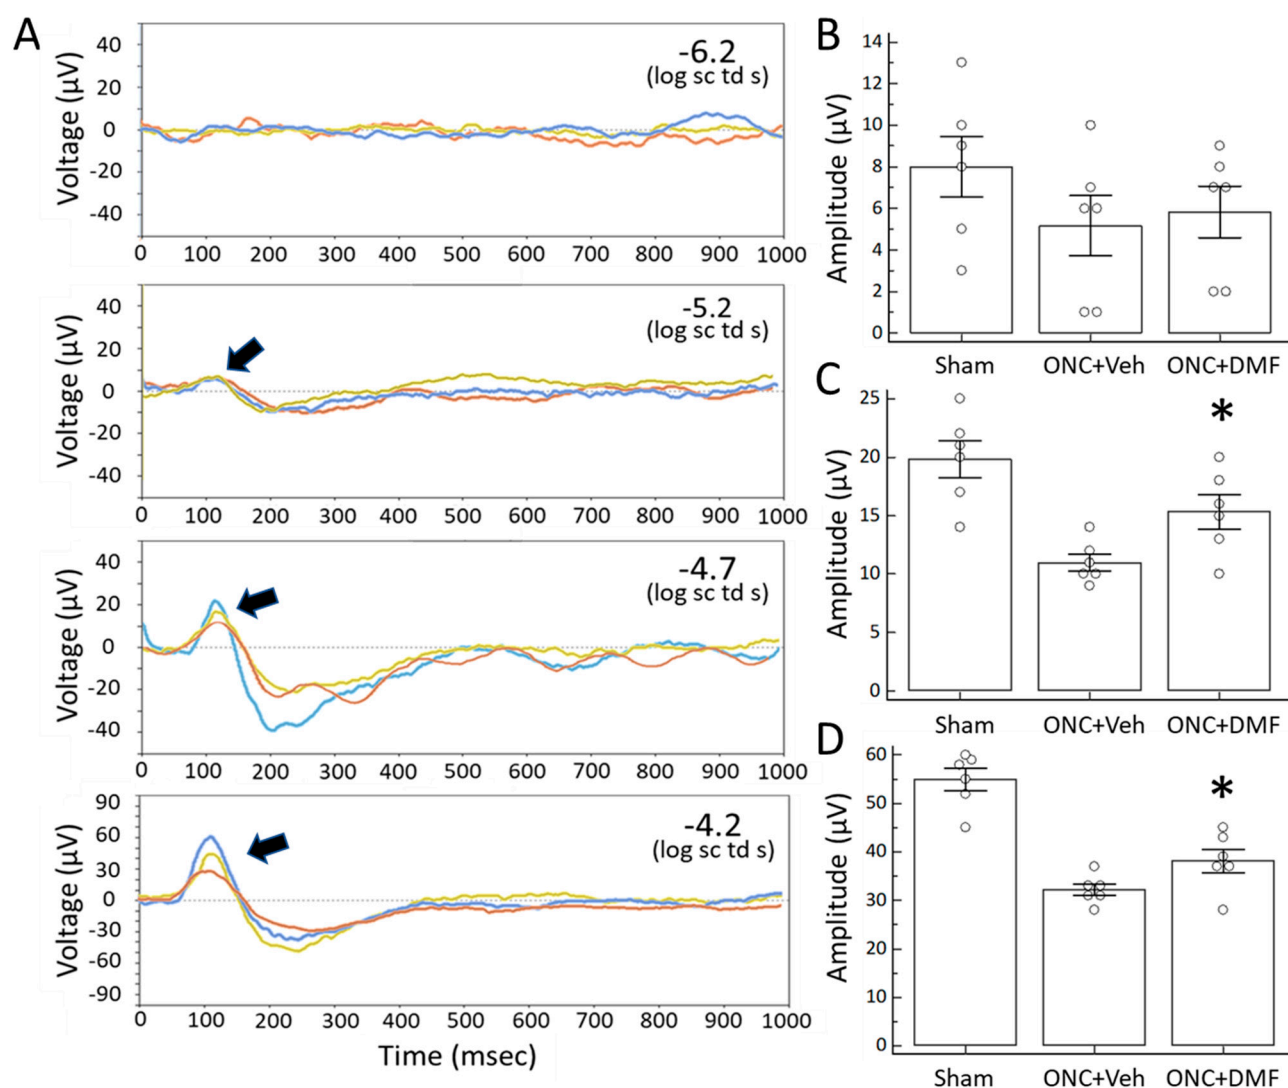 A
Voltage (µV)
40
20
0
-20
-40
-6.2
(log sc td s)
0 100 200 300 400 500 600 700 800 900 1000
Voltage (µV)
40
20
0
-20
-40
-5.2
(log sc td s)
0 100 200 300 400 500 600 700 800 900 1000
Voltage (µV)
40
20
0
-20
-40
-4.7
(log sc td s)
0 100 200 300 400 500 600 700 800 900 1000
Voltage (µV)
90
60
30
0
-30
-60
-90
-4.2
(log sc td s)
0 100 200 300 400 500 600 700 800 900 1000
Time (msec)
B
Amplitude (µV)
14
12
10
8
6
4
2
0
Sham ONC+Veh ONC+DMF
C
Amplitude (µV)
25
20
15
10
5
0
*
Sham ONC+Veh ONC+DMF
D
Amplitude (µV)
60
50
40
30
20
10
0
*
Sham ONC+Veh ONC+DMF